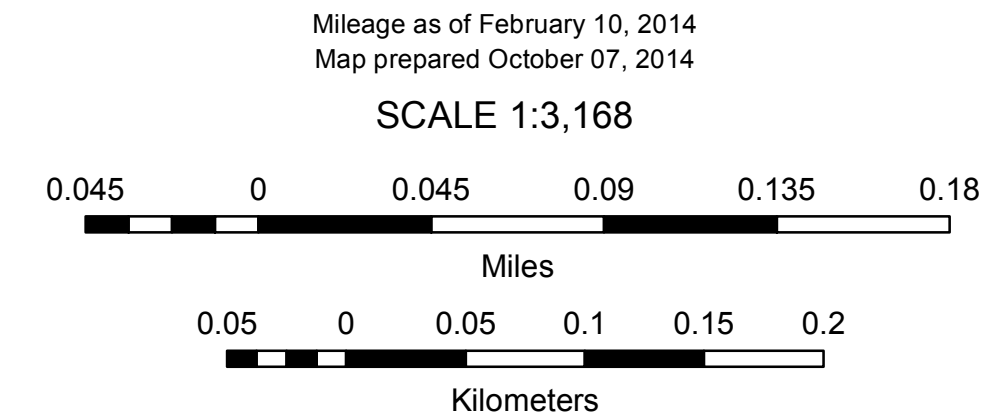 Mileage as of February 10, 2014
Map prepared October 07, 2014
SCALE 1:3,168
0.045 0 0.045 0.09 0.135 0.18
Miles
0.05 0 0.05 0.1 0.15 0.2
Kilometers